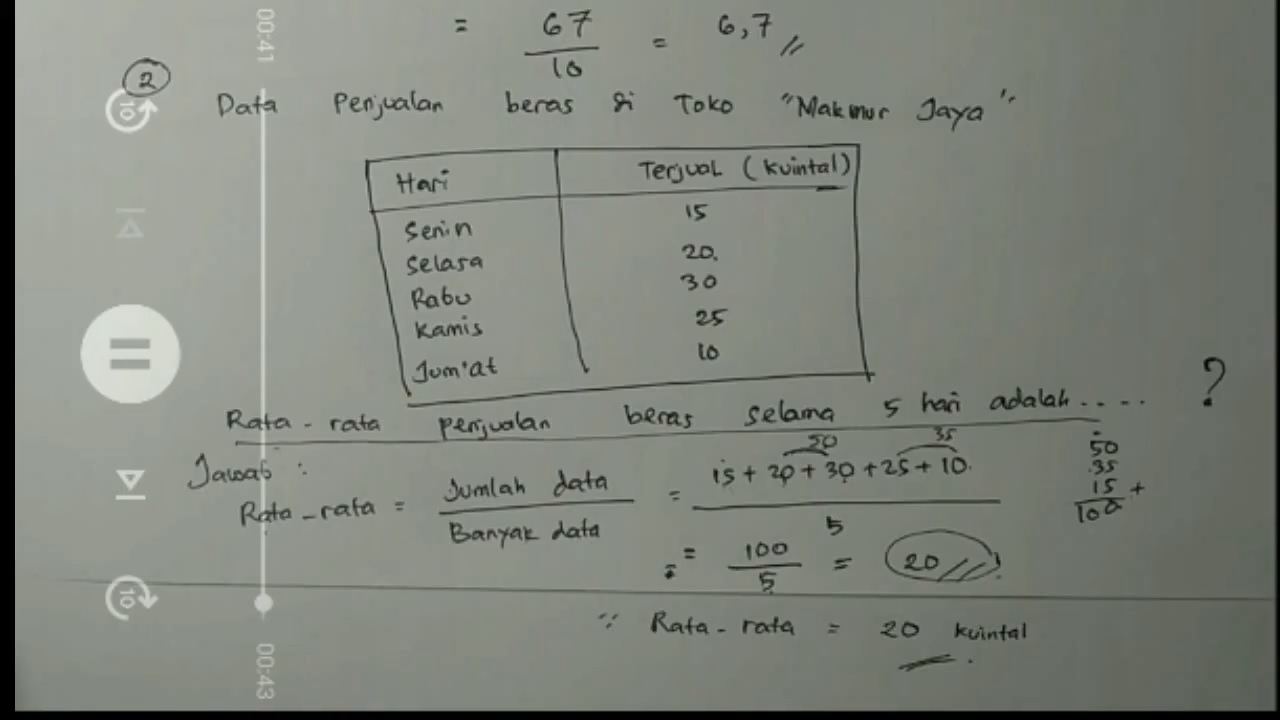 = 67/10 = 6,7 //
2
Data Penjualan beras di Toko "Makmur Jaya"
Hari Terjual (kuintal)
Senin 15
Selasa 20
Rabu 30
Kamis 25
Jum'at 10
Rata-rata penjualan beras selama 5 hari adalah.... ?
Jawab :
50 35
Rata-rata = Jumlah data / Banyak data = 15 + 20 + 30 + 25 + 10 / 5
50
35
15 +
100
= 100/5 = 20 //
∴ Rata-rata = 20 kuintal
00:41
10
10
00:43